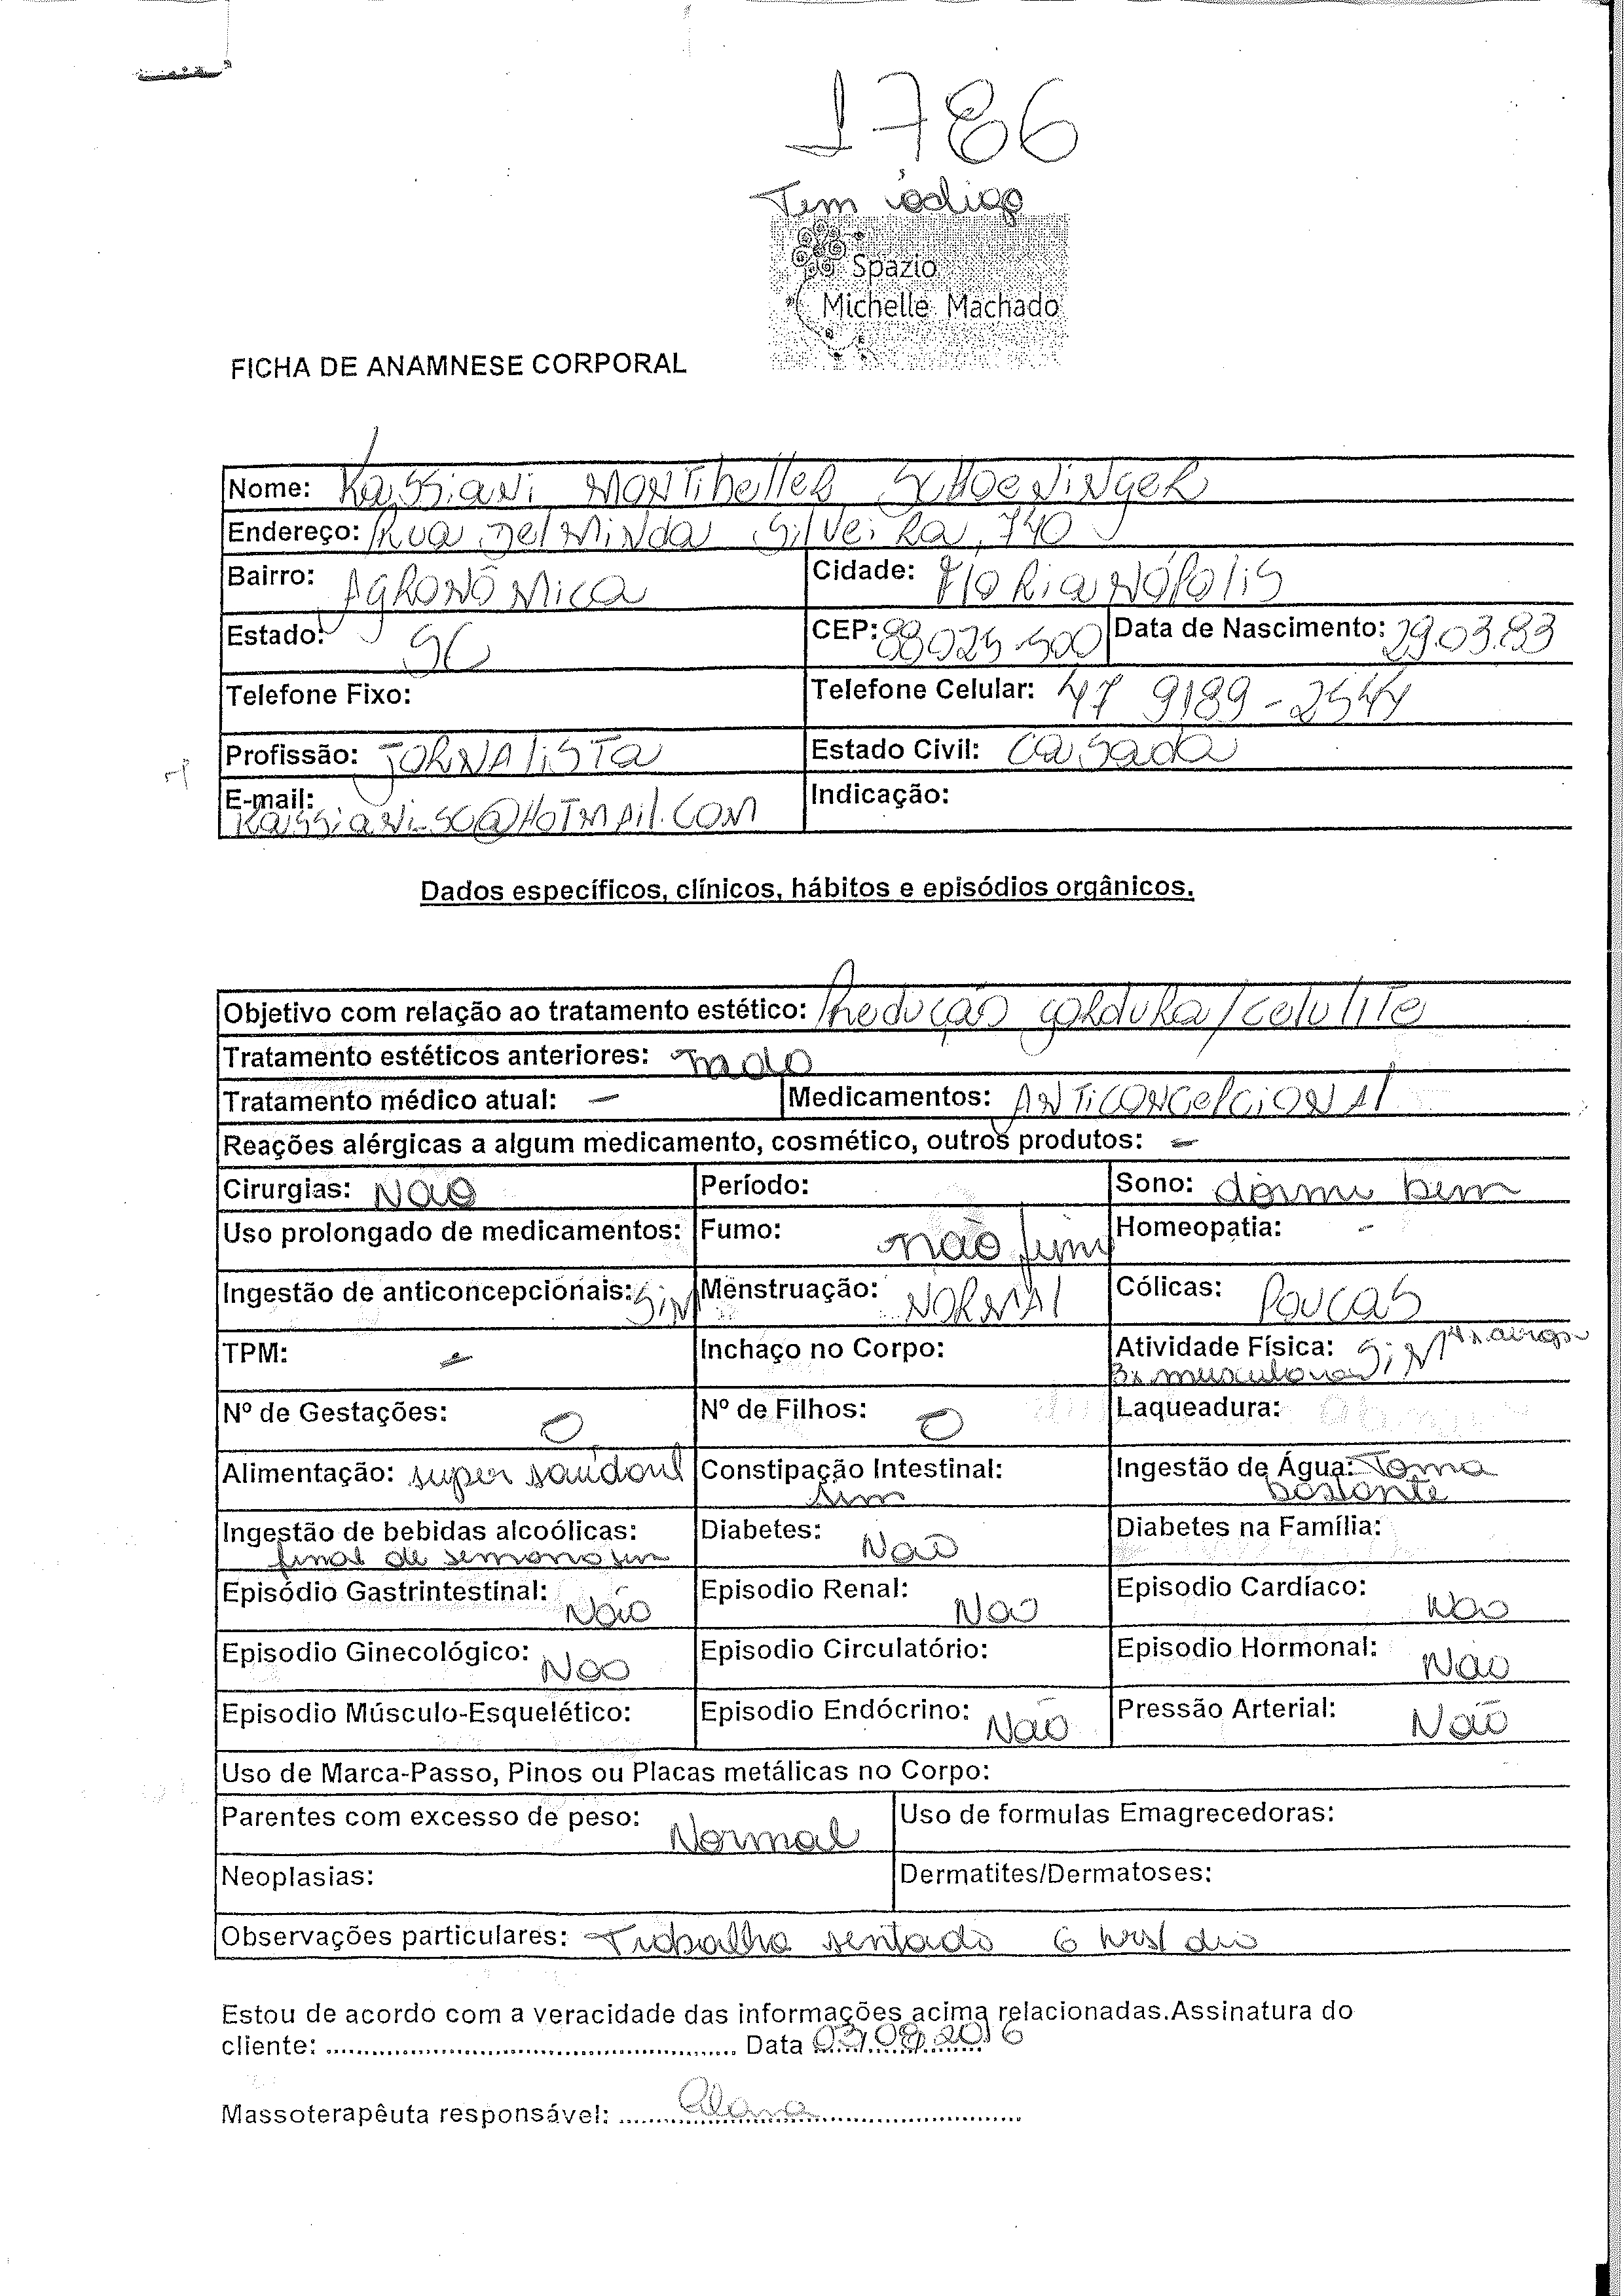 1786
Tem código
Spazio
Michelle Machado
FICHA DE ANAMNESE CORPORAL
Nome: Kassiani Montibeller Schoeninger
Endereço: Rua Delminda Silveira, 740
Bairro: Agronômica Cidade: Florianópolis
Estado: SC CEP: 88025-500 Data de Nascimento: 29.03.83
Telefone Fixo: Telefone Celular: 47 9189-2544
Profissão: Jornalista Estado Civil: Casada
E-mail: Indicação:
kassiani-sc@hotmail.com
Dados específicos, clínicos, hábitos e episódios orgânicos.
Objetivo com relação ao tratamento estético: Redução gordura/celulite
Tratamento estéticos anteriores:
Tratamento médico atual: – Medicamentos: Anticoncepcional
Reações alérgicas a algum medicamento, cosmético, outros produtos: –
Cirurgias: Não Período: Sono: dorme bem
Uso prolongado de medicamentos: Fumo: não Homeopatia: -
Ingestão de anticoncepcionais: Sim Menstruação: Normal Cólicas: Poucas
TPM: – Inchaço no Corpo: Atividade Física: Sim
3x musculação
Nº de Gestações: 0 Nº de Filhos: 0 Laqueadura:
Alimentação: super saudavel Constipação Intestinal: Ingestão de Água: Toma
sim bastante
Ingestão de bebidas alcoólicas: Diabetes: Não Diabetes na Família:
final de semana sim
Episódio Gastrintestinal: Não Episodio Renal: Não Episodio Cardíaco: Não
Episodio Ginecológico: Não Episodio Circulatório: Episodio Hormonal: Não
Episodio Músculo-Esquelético: Episodio Endócrino: Não Pressão Arterial: Não
Uso de Marca-Passo, Pinos ou Placas metálicas no Corpo:
Parentes com excesso de peso: Normal Uso de formulas Emagrecedoras:
Neoplasias: Dermatites/Dermatoses:
Observações particulares: Trabalha sentado 6 hrs/ dia
Estou de acordo com a veracidade das informações acima relacionadas.Assinatura do
cliente: ........................................................ Data 03.08.2016
Massoterapêuta responsável: ........Alana........................